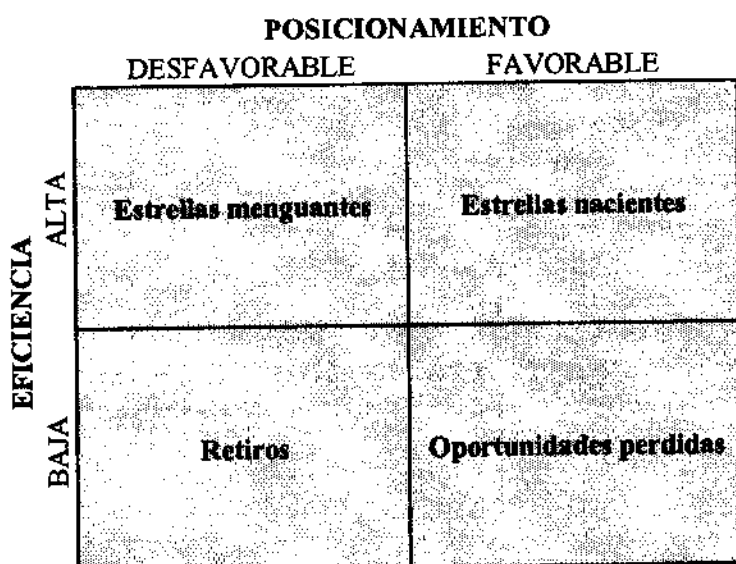 POSICIONAMIENTO
DESFAVORABLE FAVORABLE
EFICIENCIA
ALTA
Estrellas menguantes Estrellas nacientes
BAJA
Retiros Oportunidades perdidas